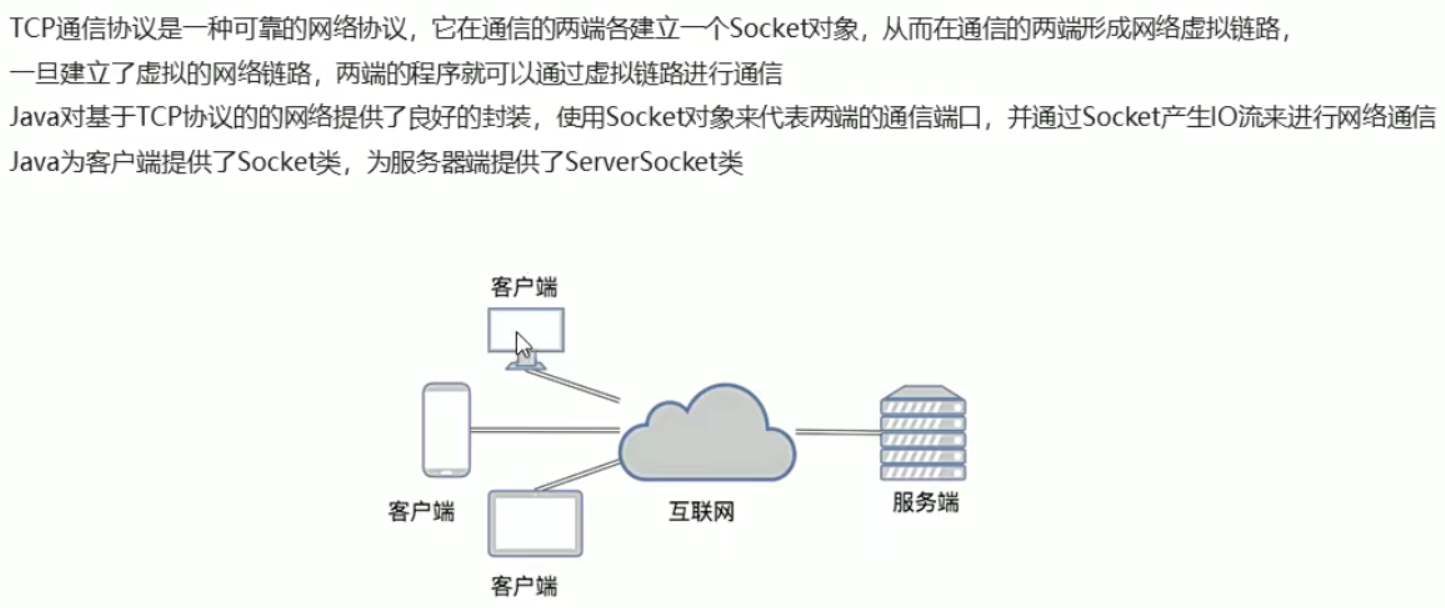 TCP通信协议是一种可靠的网络协议，它在通信的两端各建立一个Socket对象，从而在通信的两端形成网络虚拟链路，
一旦建立了虚拟的网络链路，两端的程序就可以通过虚拟链路进行通信
Java对基于TCP协议的的网络提供了良好的封装，使用Socket对象来代表两端的通信端口，并通过Socket产生IO流来进行网络通信
Java为客户端提供了Socket类，为服务器端提供了ServerSocket类
客户端
客户端
互联网
服务端
客户端